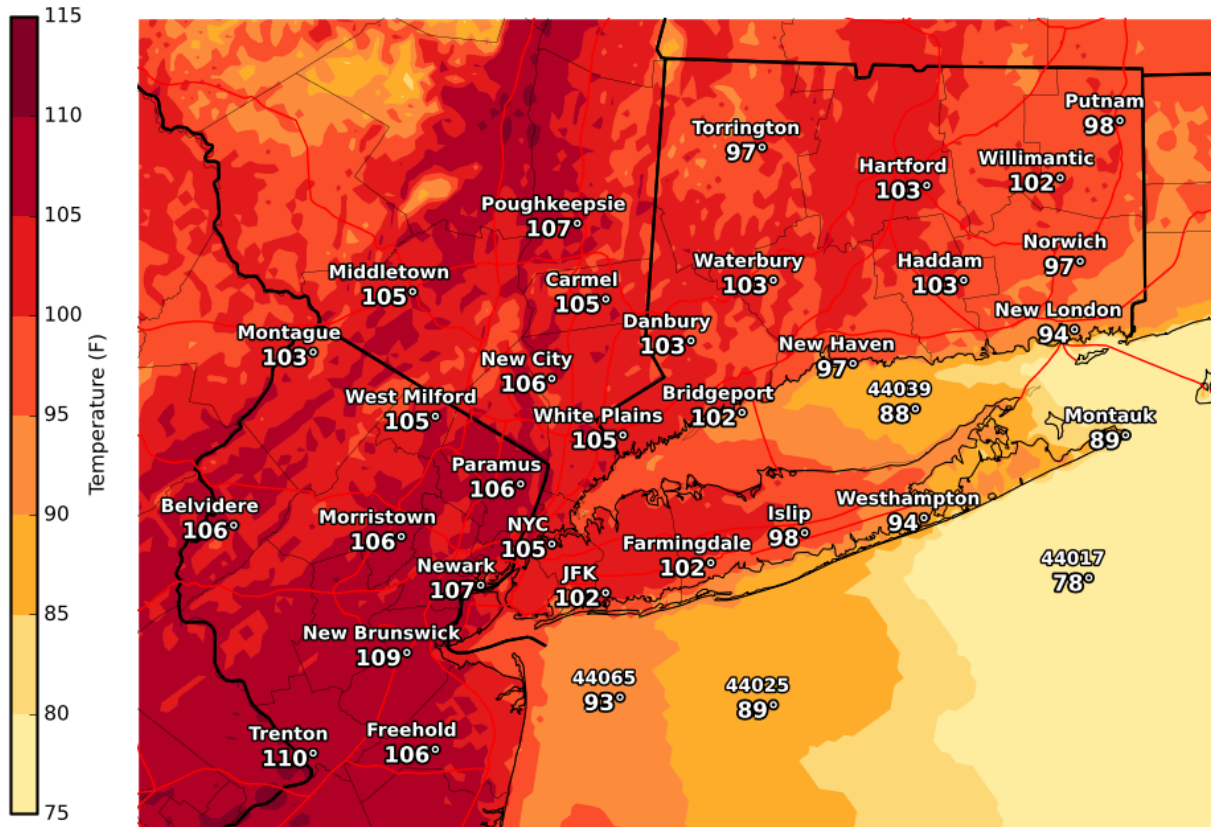 115
110
105
100
95
90
85
80
75
Temperature (F)
Putnam
98°
Torrington
97°
Hartford
103°
Willimantic
102°
Poughkeepsie
107°
Norwich
97°
Waterbury
103°
Haddam
103°
Middletown
105°
Carmel
105°
New London
94°
Danbury
103°
Montague
103°
New Haven
97°
New City
106°
44039
88°
Bridgeport
102°
West Milford
105°
White Plains
105°
Montauk
89°
Paramus
106°
Westhampton
94°
Belvidere
106°
Islip
98°
Morristown
106°
NYC
105°
Farmingdale
102°
44017
78°
Newark
107°
JFK
102°
New Brunswick
109°
44065
93°
44025
89°
Freehold
106°
Trenton
110°